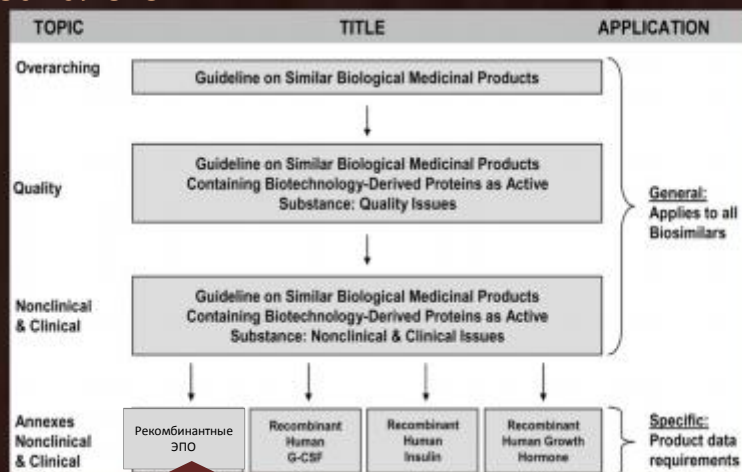 TOPIC TITLE APPLICATION
Overarching
Guideline on Similar Biological Medicinal Products
Quality
Guideline on Similar Biological Medicinal Products
Containing Biotechnology-Derived Proteins as Active
Substance: Quality Issues
General:
Applies to all
Biosimilars
Nonclinical
& Clinical
Guideline on Similar Biological Medicinal Products
Containing Biotechnology-Derived Proteins as Active
Substance: Nonclinical & Clinical Issues
Annexes
Nonclinical
& Clinical
Рекомбинантные
ЭПО
Recombinant
Human
G-CSF
Recombinant
Human
Insulin
Recombinant
Human Growth
Hormone
Specific:
Product data
requirements